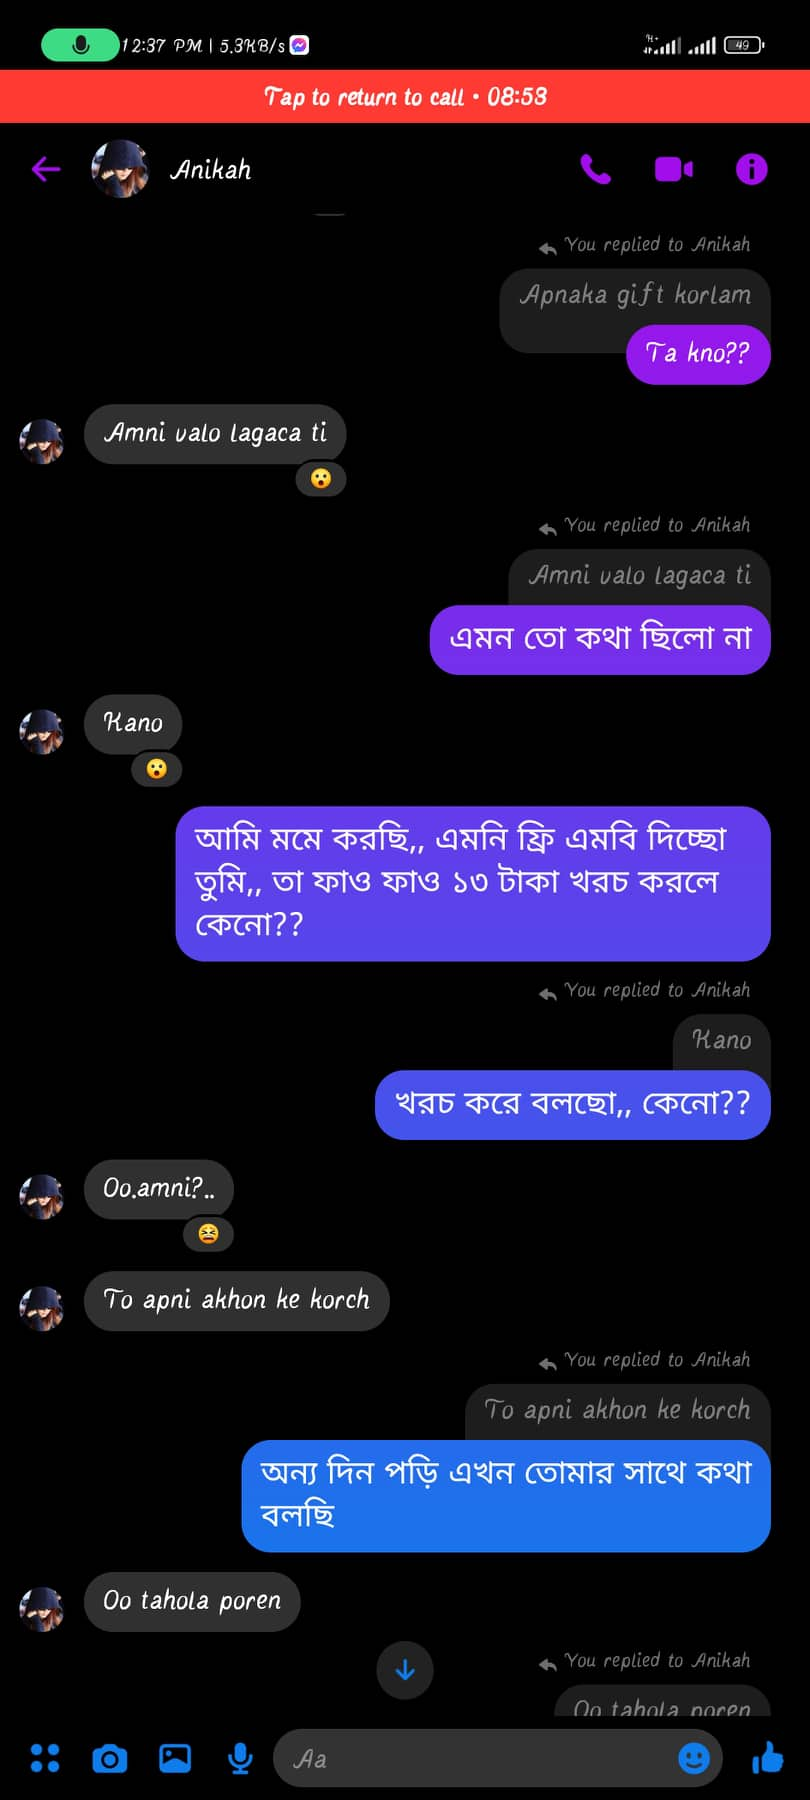 12:37 PM | 5.3KB/s
H+
49
Tap to return to call • 08:53
Anikah
You replied to Anikah
Apnaka gift korlam
Ta kno??
Amni valo lagaca ti
You replied to Anikah
Amni valo lagaca ti
এমন তো কথা ছিলো না
Kano
আমি মমে করছি,, এমনি ফ্রি এমবি দিচ্ছো
তুমি,, তা ফাও ফাও ১৩ টাকা খরচ করলে
কেনো??
You replied to Anikah
Kano
খরচ করে বলছো,, কেনো??
Oo.amni?..
To apni akhon ke korch
You replied to Anikah
To apni akhon ke korch
অন্য দিন পড়ি এখন তোমার সাথে কথা
বলছি
Oo tahola poren
You replied to Anikah
Oo tahola poren
Aa